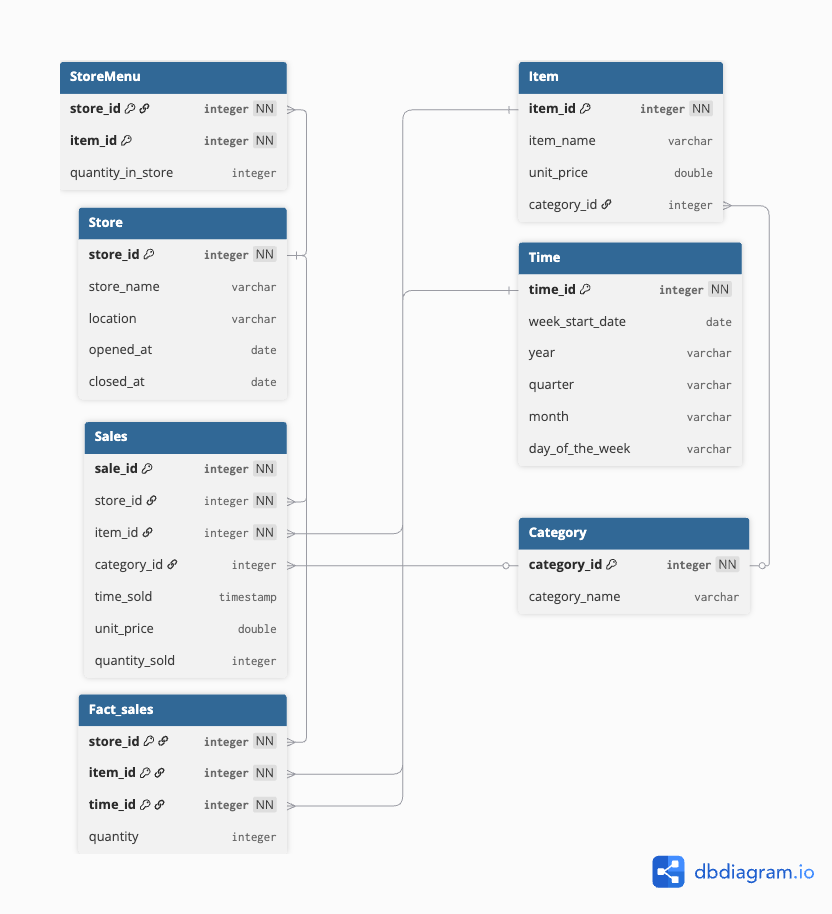 StoreMenu
store_id integer NN
item_id integer NN
quantity_in_store integer
Store
store_id integer NN
store_name varchar
location varchar
opened_at date
closed_at date
Sales
sale_id integer NN
store_id integer NN
item_id integer NN
category_id integer
time_sold timestamp
unit_price double
quantity_sold integer
Fact_sales
store_id integer NN
item_id integer NN
time_id integer NN
quantity integer
Item
item_id integer NN
item_name varchar
unit_price double
category_id integer
Time
time_id integer NN
week_start_date date
year varchar
quarter varchar
month varchar
day_of_the_week varchar
Category
category_id integer NN
category_name varchar
dbdiagram.io